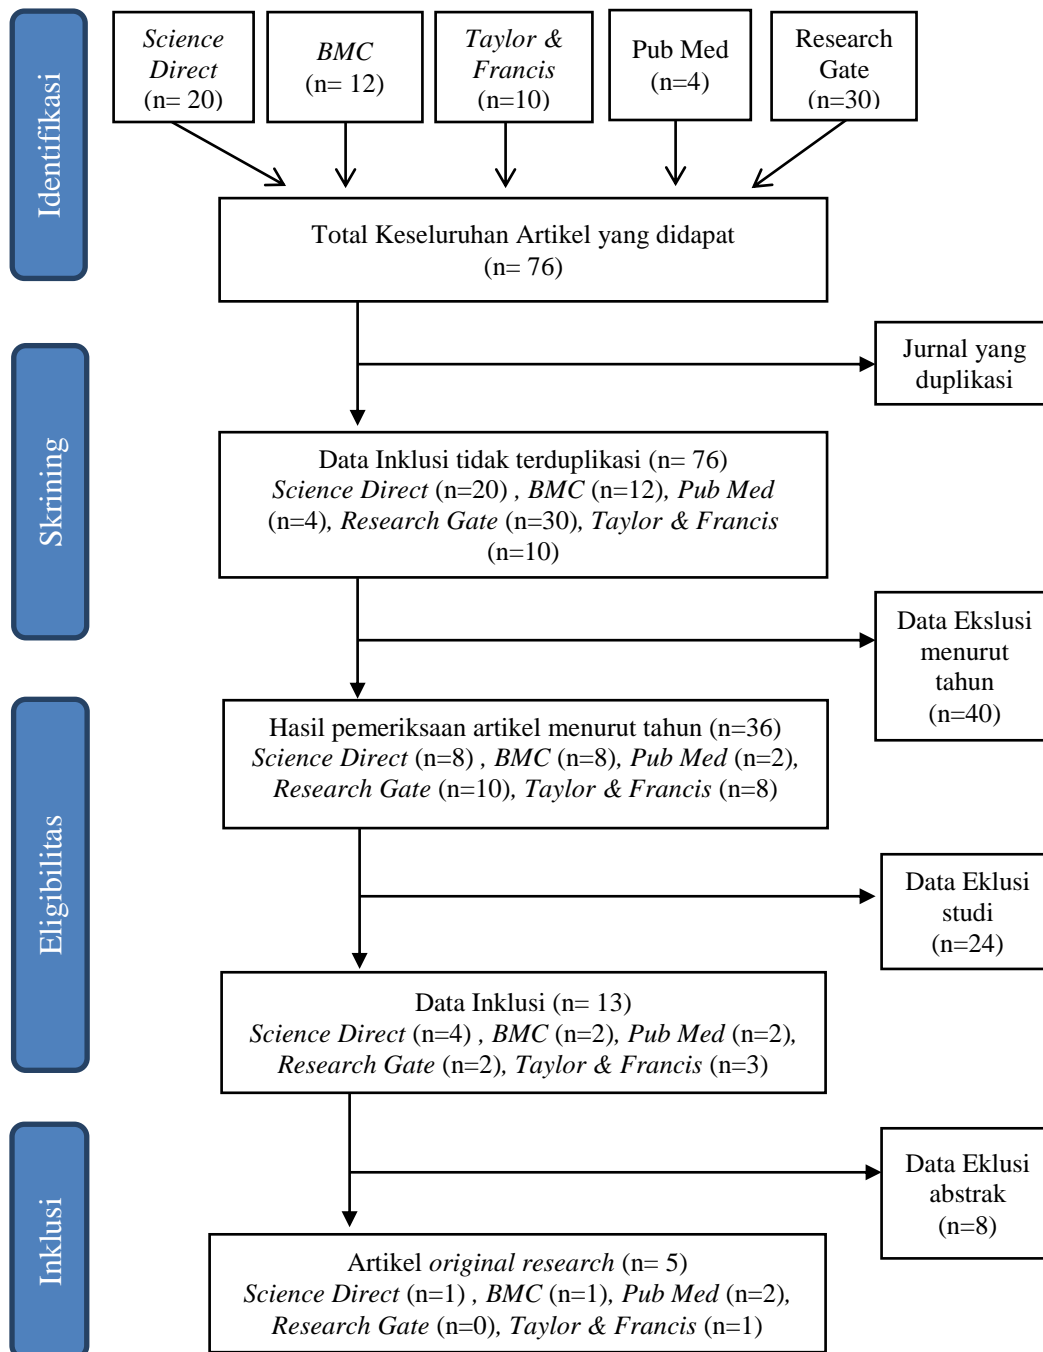 Identifikasi
Science
Direct
(n= 20)
BMC
(n= 12)
Taylor &
Francis
(n=10)
Pub Med
(n=4)
Research
Gate
(n=30)
Total Keseluruhan Artikel yang didapat
(n= 76)
Skrining
Jurnal yang
duplikasi
Data Inklusi tidak terduplikasi (n= 76)
Science Direct (n=20) , BMC (n=12), Pub Med
(n=4), Research Gate (n=30), Taylor & Francis
(n=10)
Data Ekslusi
menurut
tahun
(n=40)
Eligibilitas
Hasil pemeriksaan artikel menurut tahun (n=36)
Science Direct (n=8) , BMC (n=8), Pub Med (n=2),
Research Gate (n=10), Taylor & Francis (n=8)
Data Eklusi
studi
(n=24)
Data Inklusi (n= 13)
Science Direct (n=4) , BMC (n=2), Pub Med (n=2),
Research Gate (n=2), Taylor & Francis (n=3)
Inklusi
Data Eklusi
abstrak
(n=8)
Artikel original research (n= 5)
Science Direct (n=1) , BMC (n=1), Pub Med (n=2),
Research Gate (n=0), Taylor & Francis (n=1)